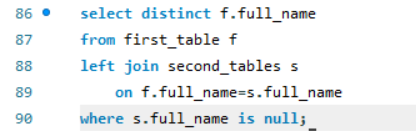 86 select distinct f.full_name
87 from first_table f
88 left join second_tables s
89 on f.full_name=s.full_name
90 where s.full_name is null;